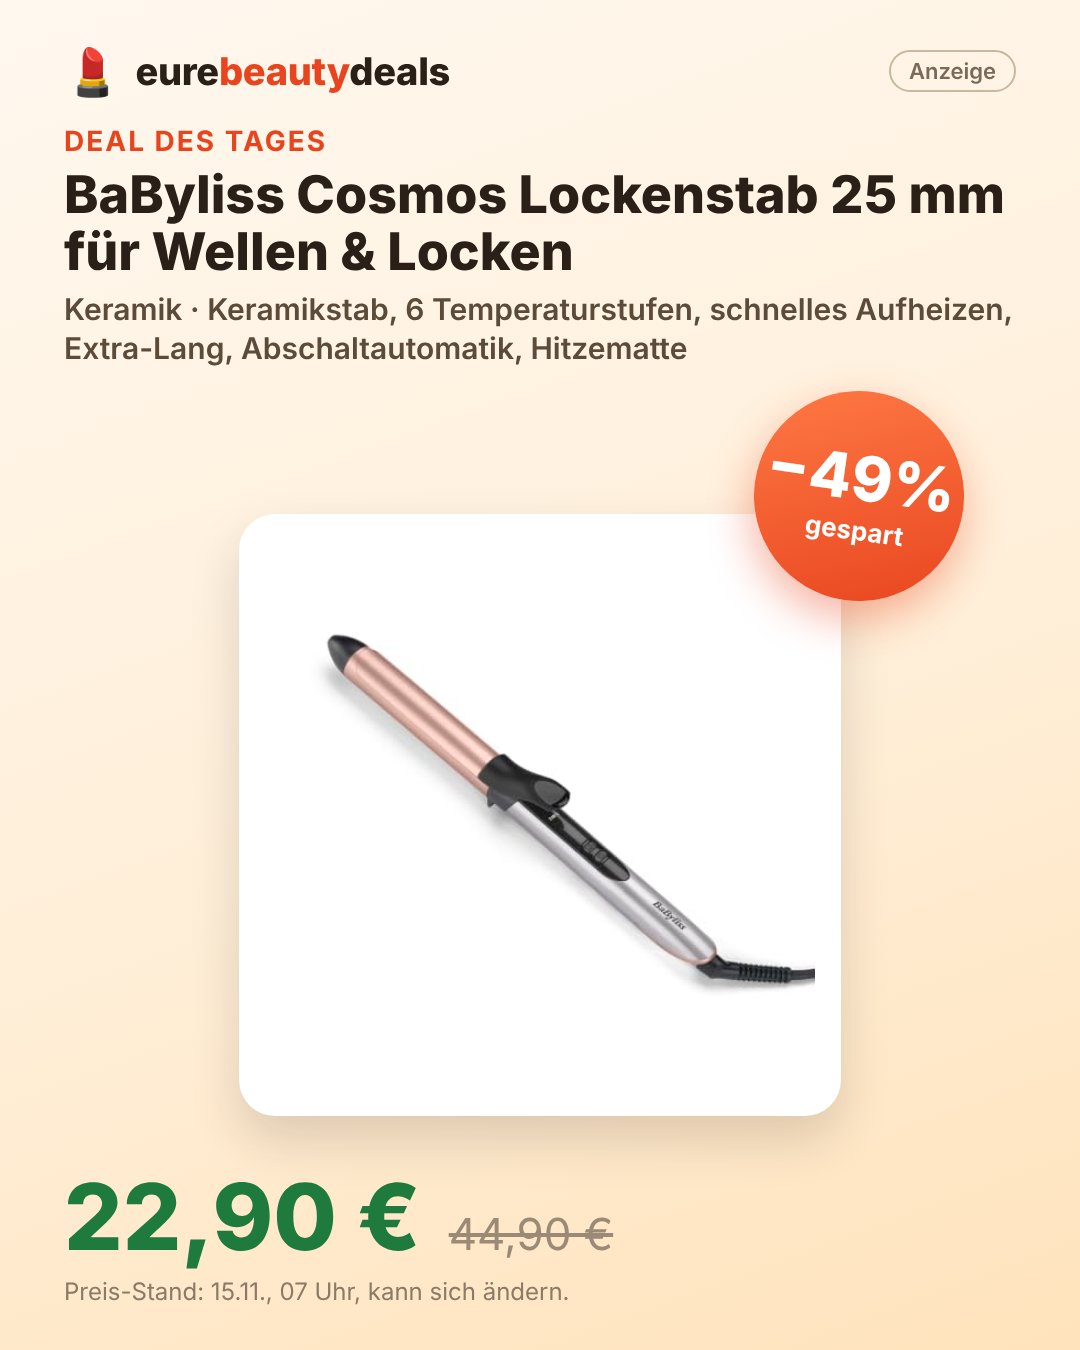 eurebeautydeals
Anzeige
DEAL DES TAGES
BaByliss Cosmos Lockenstab 25 mm
für Wellen & Locken
Keramik · Keramikstab, 6 Temperaturstufen, schnelles Aufheizen,
Extra-Lang, Abschaltautomatik, Hitzematte
−49%
gespart
BaByliss
22,90 € 44,90 €
Preis-Stand: 15.11., 07 Uhr, kann sich ändern.